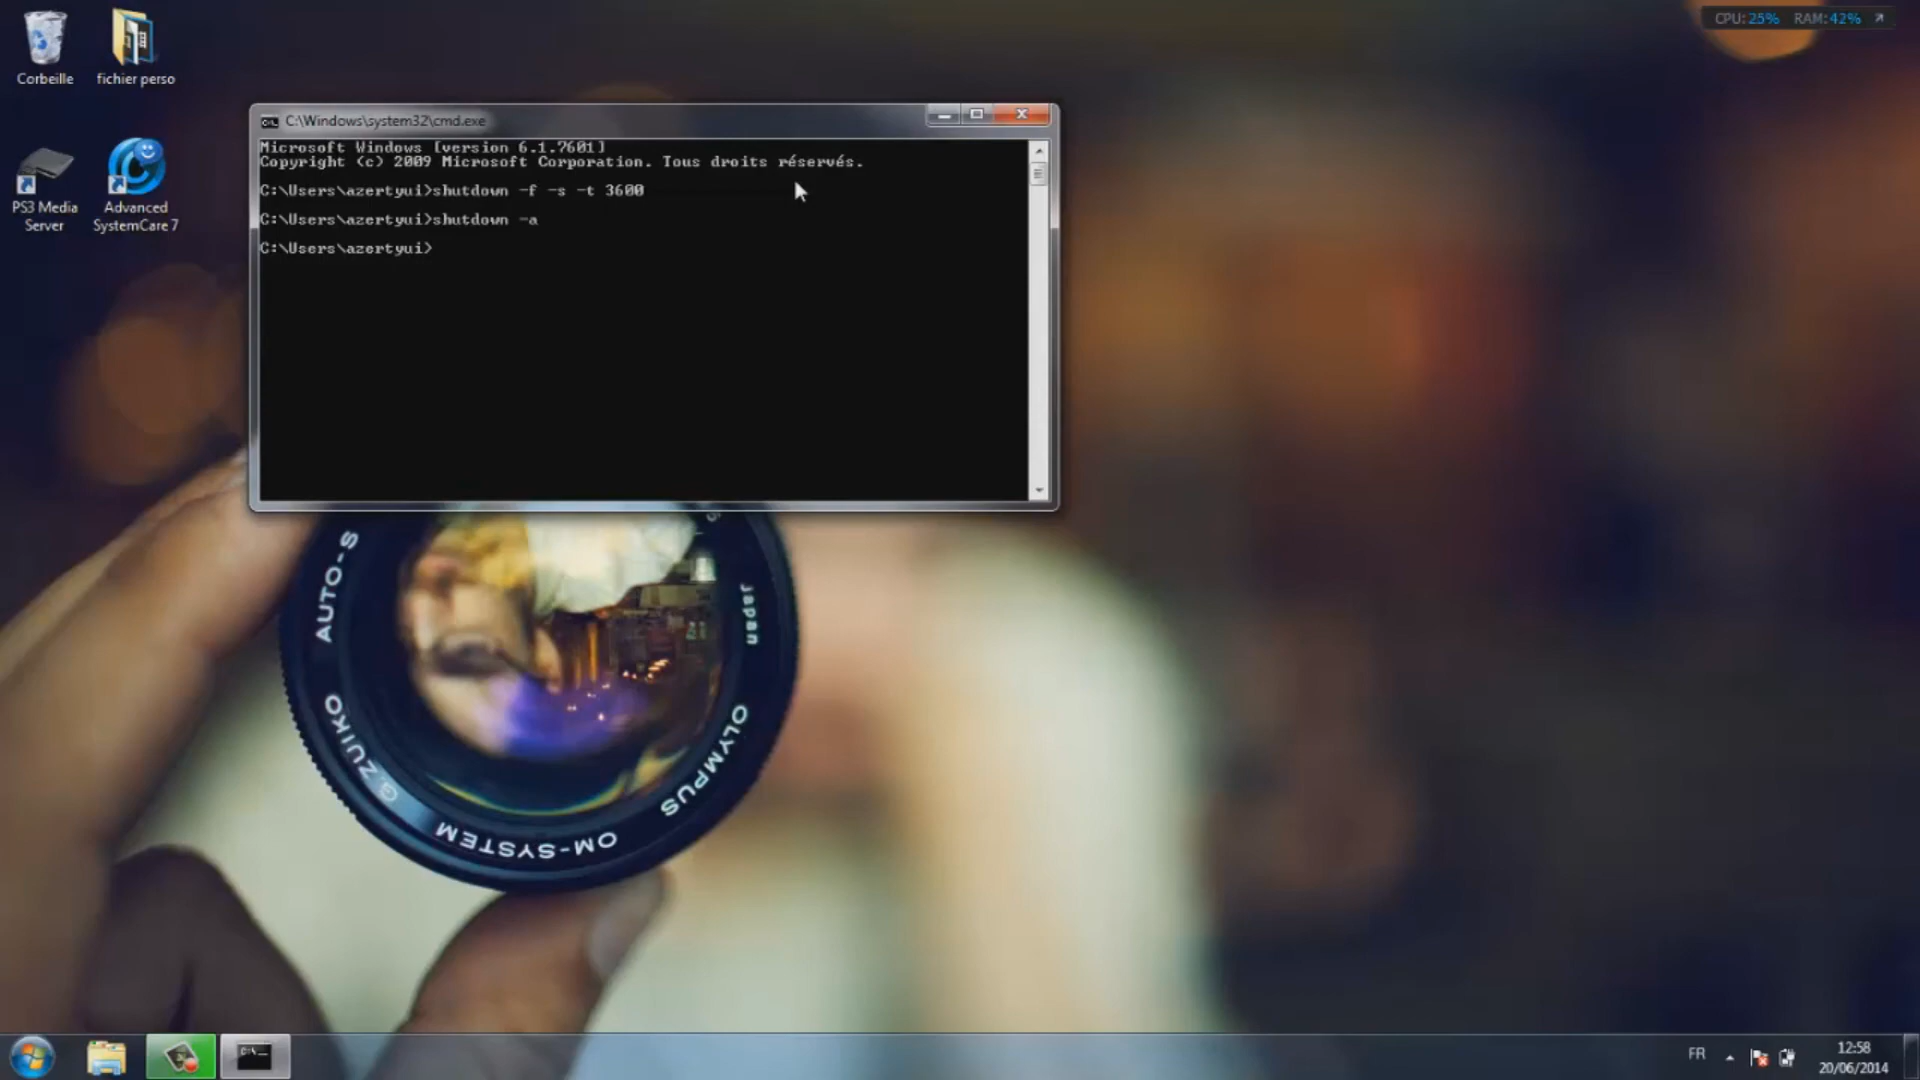 CPU: 25% RAM: 42%
Corbeille
fichier perso
PS3 Media
Server
Advanced
SystemCare 7
C:\Windows\system32\cmd.exe
Microsoft Windows [version 6.1.7601]
Copyright (c) 2009 Microsoft Corporation. Tous droits réservés.
C:\Users\azertyui>shutdown -f -s -t 3600
C:\Users\azertyui>shutdown -a
C:\Users\azertyui>
AUTO-S
Japan
G.ZUIKO
OM-SYSTEM
OLYMPUS
FR
12:58
20/06/2014